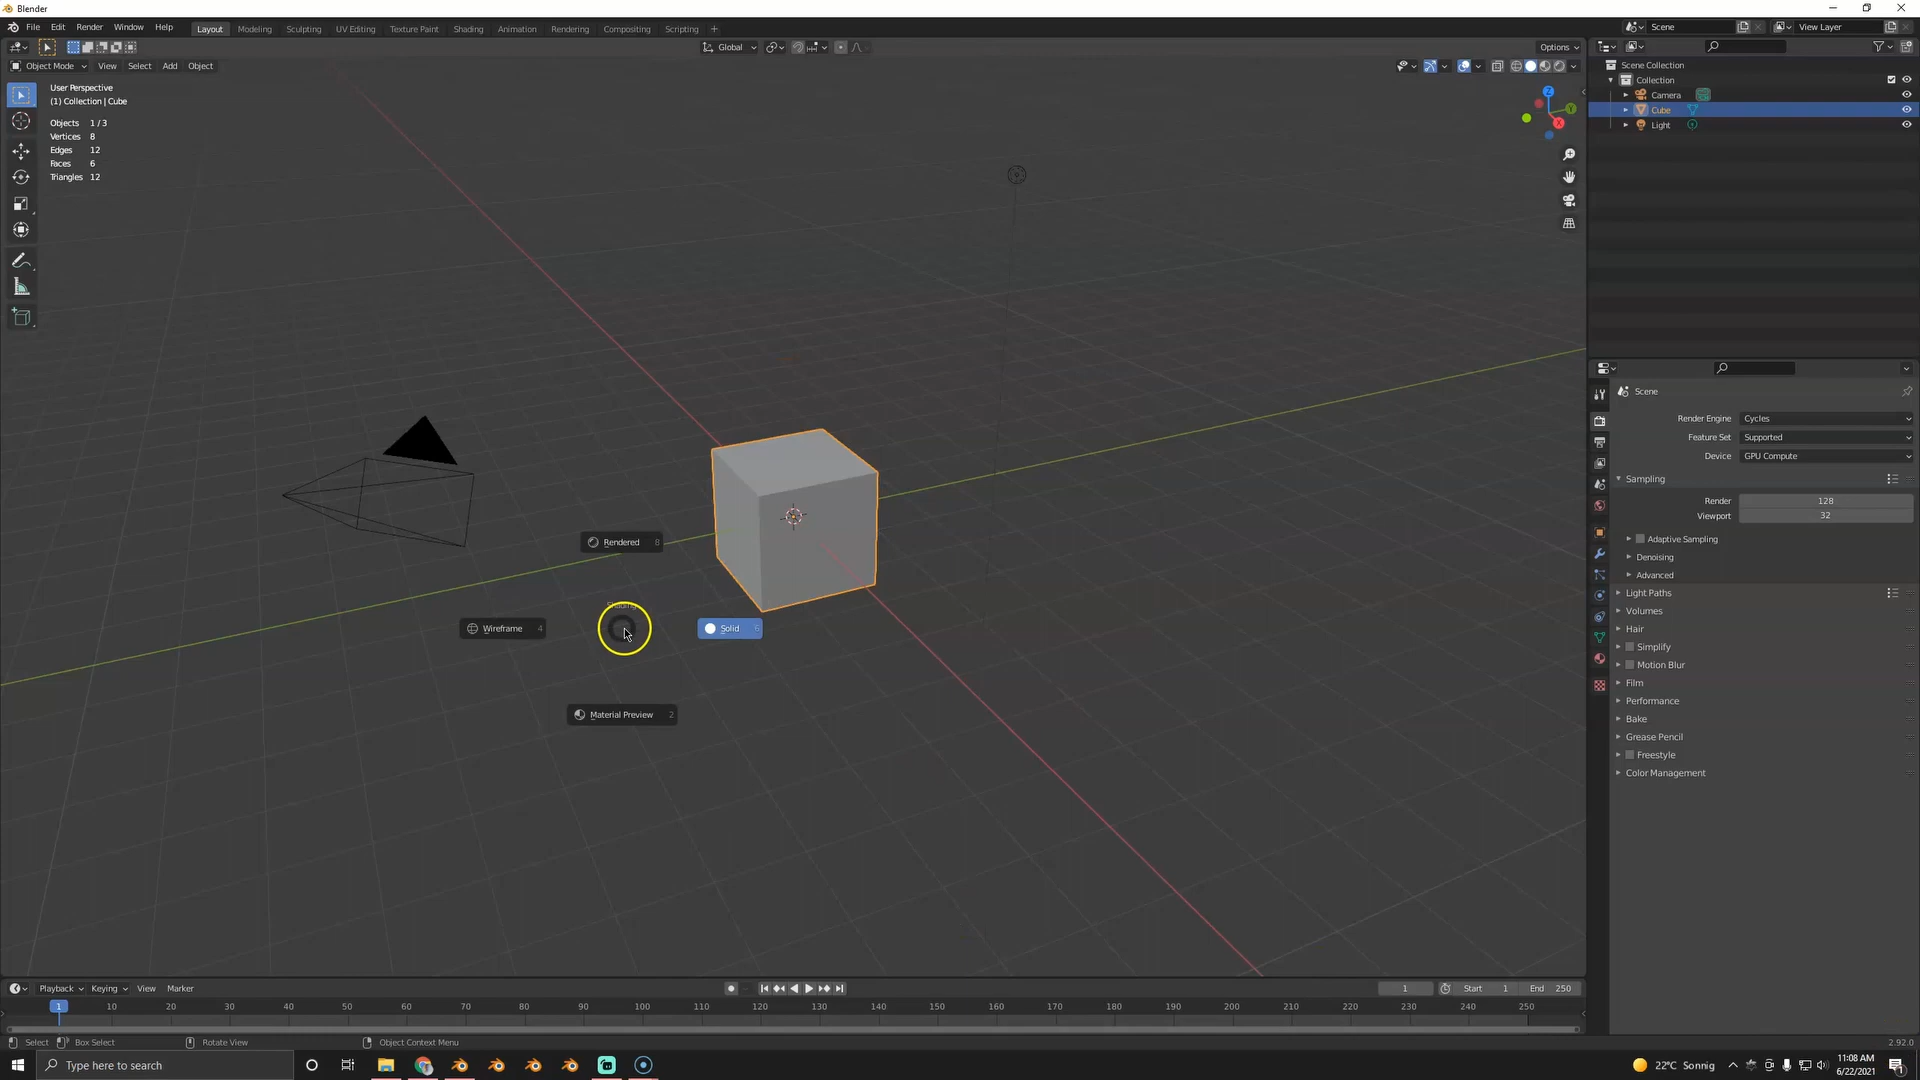 Blender
File Edit Render Window Help Layout Modeling Sculpting UV Editing Texture Paint Shading Animation Rendering Compositing Scripting +
Scene View Layer
Global Options
Object Mode View Select Add Object
User Perspective
(1) Collection | Cube
Objects 1 / 3
Vertices 8
Edges 12
Faces 6
Triangles 12
Z
Y
X
Scene Collection
Collection
Camera
Cube
Light
Rendered 8
Wireframe 4
Solid 6
Material Preview 2
Scene
Render Engine Cycles
Feature Set Supported
Device GPU Compute
Sampling
Render 128
Viewport 32
Adaptive Sampling
Denoising
Advanced
Light Paths
Volumes
Hair
Simplify
Motion Blur
Film
Performance
Bake
Grease Pencil
Freestyle
Color Management
Playback Keying View Marker 1 Start 1 End 250
1 10 20 30 40 50 60 70 80 90 100 110 120 130 140 150 160 170 180 190 200 210 220 230 240 250
Select Box Select Rotate View Object Context Menu 2.92.0
Type here to search
22°C Sonnig
11:08 AM
6/22/2021